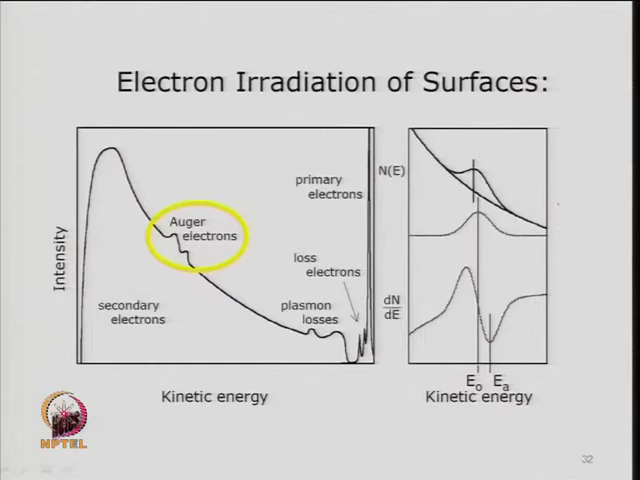 Electron Irradiation of Surfaces:
Intensity
Auger
electrons
primary
electrons
loss
electrons
plasmon
losses
secondary
electrons
Kinetic energy
N(E)
dN
dE
E₀ Eₐ
Kinetic energy
NPTEL
32